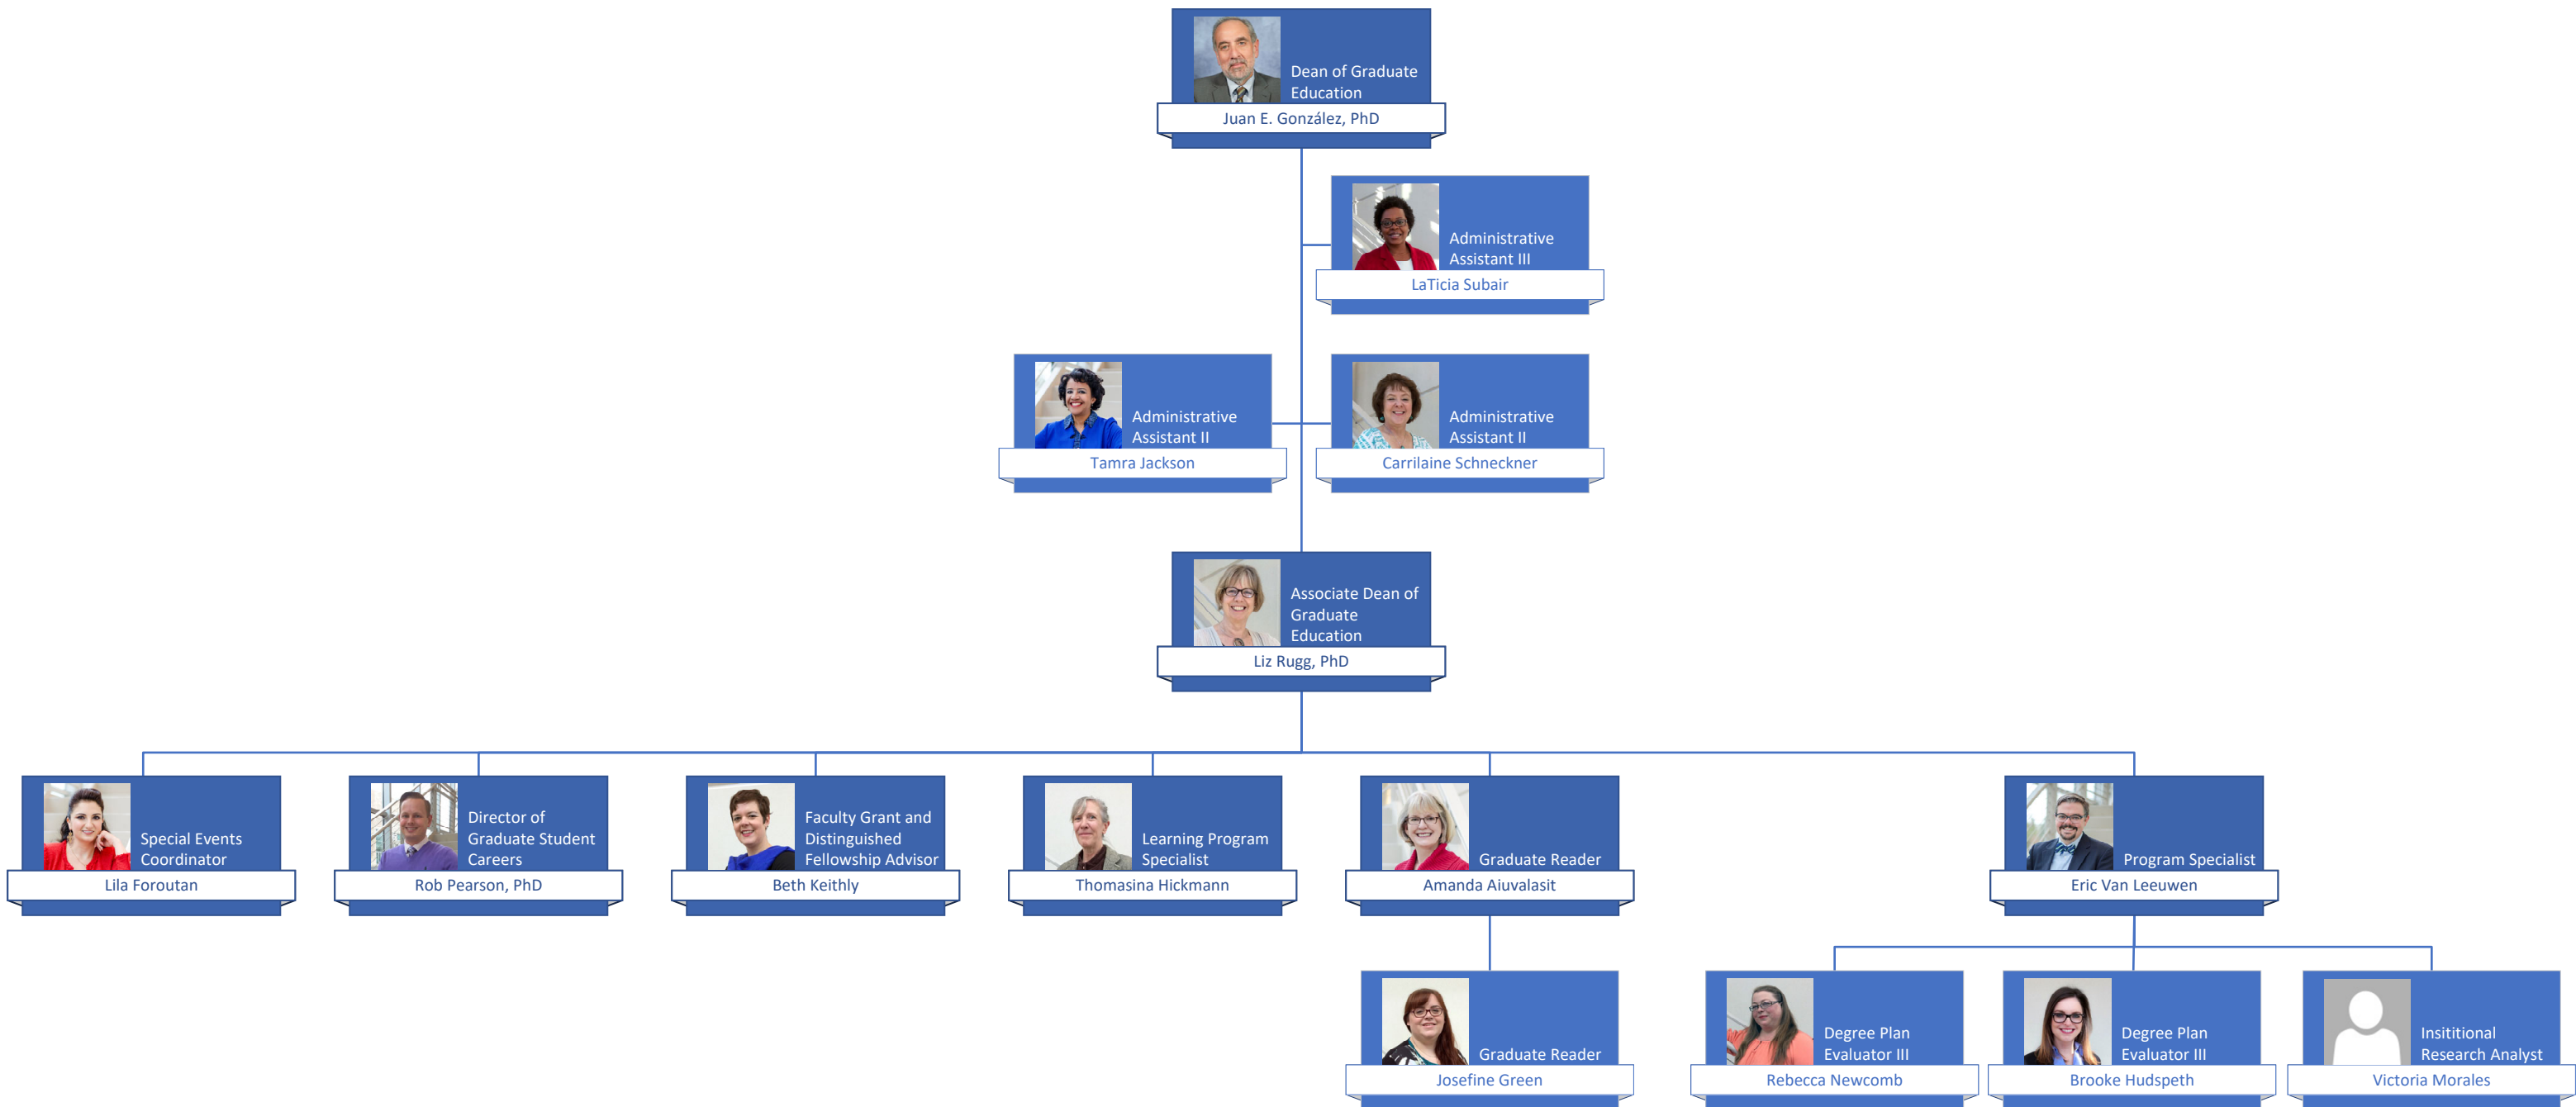 Dean of Graduate
Education
Juan E. González, PhD
Administrative
Assistant III
LaTicia Subair
Administrative
Assistant II
Tamra Jackson
Administrative
Assistant II
Carrilaine Schneckner
Associate Dean of
Graduate
Education
Liz Rugg, PhD
Special Events
Coordinator
Lila Foroutan
Director of
Graduate Student
Careers
Rob Pearson, PhD
Faculty Grant and
Distinguished
Fellowship Advisor
Beth Keithly
Learning Program
Specialist
Thomasina Hickmann
Graduate Reader
Amanda Aiuvalasit
Program Specialist
Eric Van Leeuwen
Graduate Reader
Josefine Green
Degree Plan
Evaluator III
Rebecca Newcomb
Degree Plan
Evaluator III
Brooke Hudspeth
Insititional
Research Analyst
Victoria Morales